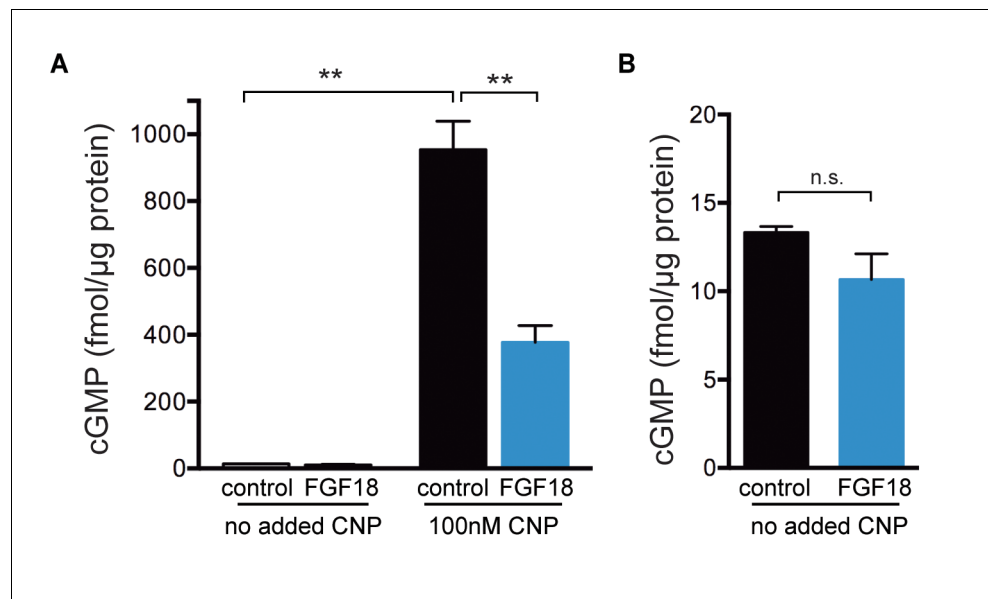 A
**
**
cGMP (fmol/µg protein)
1000
800
600
400
200
0
control FGF18 control FGF18
no added CNP 100nM CNP
B
n.s.
cGMP (fmol/µg protein)
20
15
10
5
0
control FGF18
no added CNP